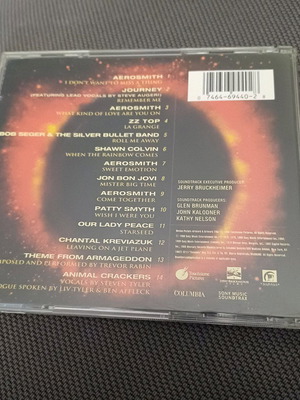 AEROSMITH 1
I DON'T WANT TO MISS A THING
JOURNEY 2
(FEATURING LEAD VOCALS BY STEVE AUGERI)
REMEMBER ME
AEROSMITH 3
WHAT KIND OF LOVE ARE YOU ON
ZZ TOP 4
LA GRANGE
BOB SEGER & THE SILVER BULLET BAND 5
ROLL ME AWAY
SHAWN COLVIN 6
WHEN THE RAINBOW COMES
AEROSMITH 7
SWEET EMOTION
JON BON JOVI 8
MISTER BIG TIME
AEROSMITH 9
COME TOGETHER
PATTY SMYTH 10
WISH I WERE YOU
OUR LADY PEACE 11
STARSEED
CHANTAL KREVIAZUK 12
LEAVING ON A JET PLANE
THEME FROM ARMAGEDDON 13
POSED AND PERFORMED BY TREVOR RABIN
ANIMAL CRACKERS 14
VOCALS BY STEVEN TYLER
OGUE SPOKEN BY LIV TYLER & BEN AFFLECK
0 7464-69440-2
SOUNDTRACK EXECUTIVE PRODUCER
JERRY BRUCKHEIMER
SOUNDTRACK PRODUCERS
GLEN BRUNMAN
JOHN KALODNER
KATHY NELSON
COLUMBIA
SONY MUSIC
SOUNDTRAX